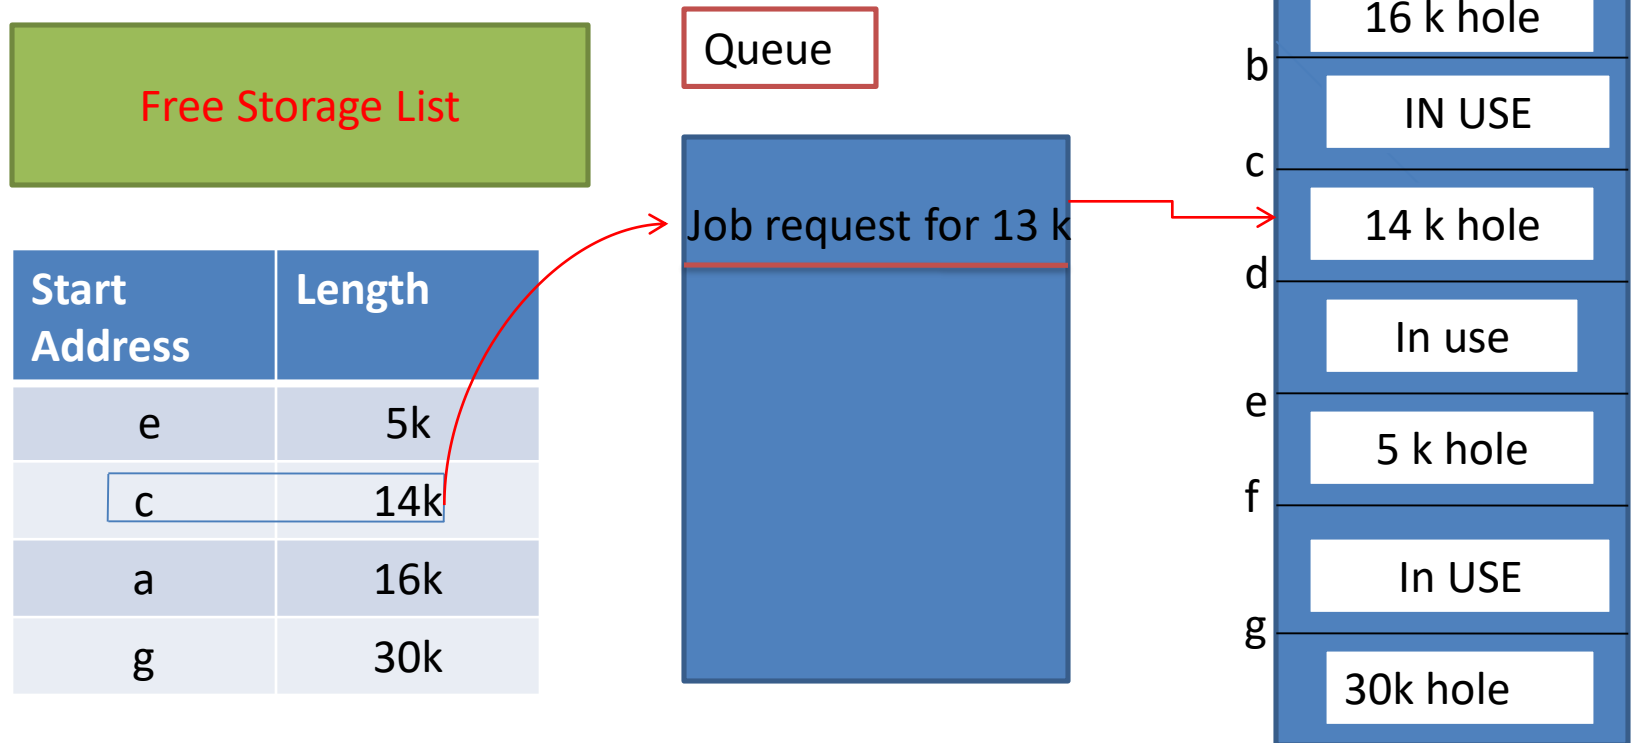 Free Storage List
Start Address Length
e 5k
c 14k
a 16k
g 30k
Queue
Job request for 13 k
16 k hole
b
IN USE
c
14 k hole
d
In use
e
5 k hole
f
In USE
g
30k hole